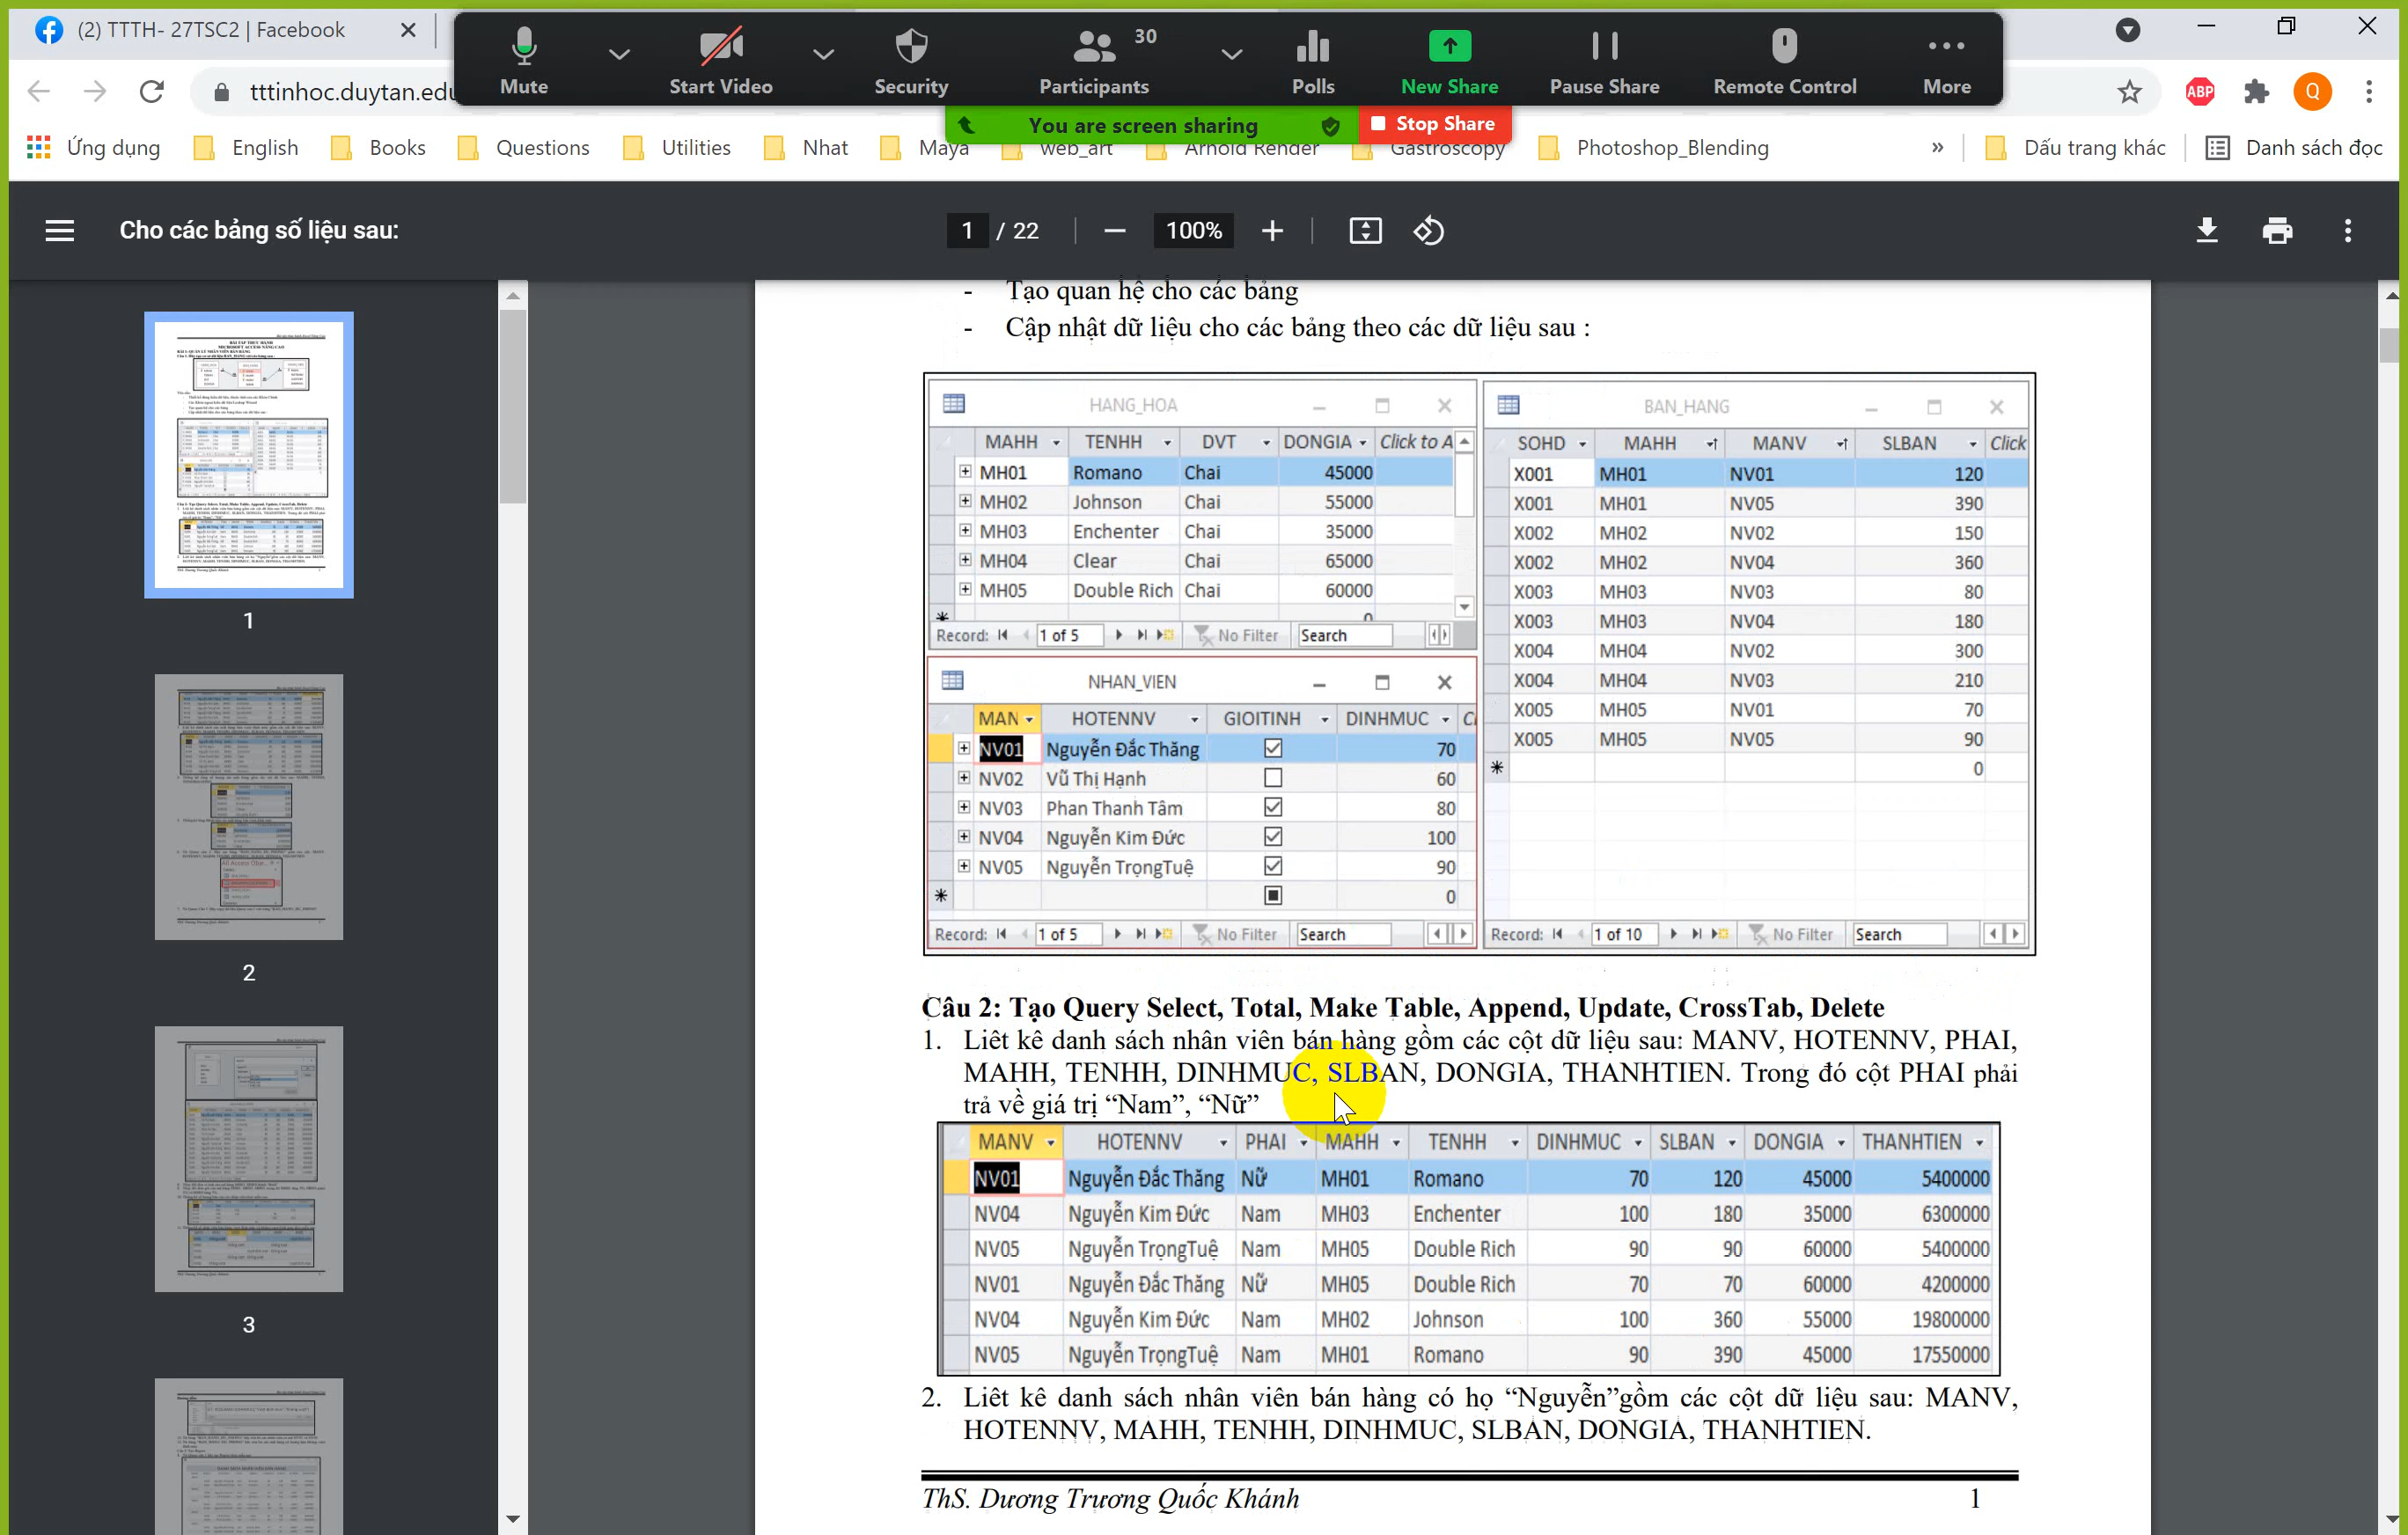 (2) TTTH- 27TSC2 | Facebook
Mute
Start Video
Security
30
Participants
Polls
New Share
Pause Share
Remote Control
More
tttinhoc.duytan.edu
ABP
Q
You are screen sharing
Stop Share
Ứng dụng
English
Books
Questions
Utilities
Nhat
Maya
web_art
Arnold Render
Gastroscopy
Photoshop_Blending
»
Dấu trang khác
Danh sách đọc
Cho các bảng số liệu sau:
1 / 22
100%
1
2
3
- Tạo quan hệ cho các bảng
- Cập nhật dữ liệu cho các bảng theo các dữ liệu sau :
HANG_HOA
MAHH TENHH DVT DONGIA Click to A
MH01 Romano Chai 45000
MH02 Johnson Chai 55000
MH03 Enchenter Chai 35000
MH04 Clear Chai 65000
MH05 Double Rich Chai 60000
0
Record: 1 of 5 No Filter Search
BAN_HANG
SOHD MAHH MANV SLBAN Click
X001 MH01 NV01 120
X001 MH01 NV05 390
X002 MH02 NV02 150
X002 MH02 NV04 360
X003 MH03 NV03 80
X003 MH03 NV04 180
X004 MH04 NV02 300
X004 MH04 NV03 210
X005 MH05 NV01 70
X005 MH05 NV05 90
0
Record: 1 of 10 No Filter Search
NHAN_VIEN
MAN HOTENNV GIOITINH DINHMUC
NV01 Nguyễn Đắc Thăng 70
NV02 Vũ Thị Hạnh 60
NV03 Phan Thanh Tâm 80
NV04 Nguyễn Kim Đức 100
NV05 Nguyễn TrọngTuệ 90
0
Record: 1 of 5 No Filter Search
Câu 2: Tạo Query Select, Total, Make Table, Append, Update, CrossTab, Delete
1. Liêt kê danh sách nhân viên bán hàng gồm các cột dữ liệu sau: MANV, HOTENNV, PHAI,
MAHH, TENHH, DINHMUC, SLBAN, DONGIA, THANHTIEN. Trong đó cột PHAI phải
trả về giá trị “Nam”, “Nữ”
MANV HOTENNV PHAI MAHH TENHH DINHMUC SLBAN DONGIA THANHTIEN
NV01 Nguyễn Đắc Thăng Nữ MH01 Romano 70 120 45000 5400000
NV04 Nguyễn Kim Đức Nam MH03 Enchenter 100 180 35000 6300000
NV05 Nguyễn TrọngTuệ Nam MH05 Double Rich 90 90 60000 5400000
NV01 Nguyễn Đắc Thăng Nữ MH05 Double Rich 70 70 60000 4200000
NV04 Nguyễn Kim Đức Nam MH02 Johnson 100 360 55000 19800000
NV05 Nguyễn TrọngTuệ Nam MH01 Romano 90 390 45000 17550000
2. Liêt kê danh sách nhân viên bán hàng có họ “Nguyễn”gồm các cột dữ liệu sau: MANV,
HOTENNV, MAHH, TENHH, DINHMUC, SLBAN, DONGIA, THANHTIEN.
ThS. Dương Trương Quốc Khánh 1